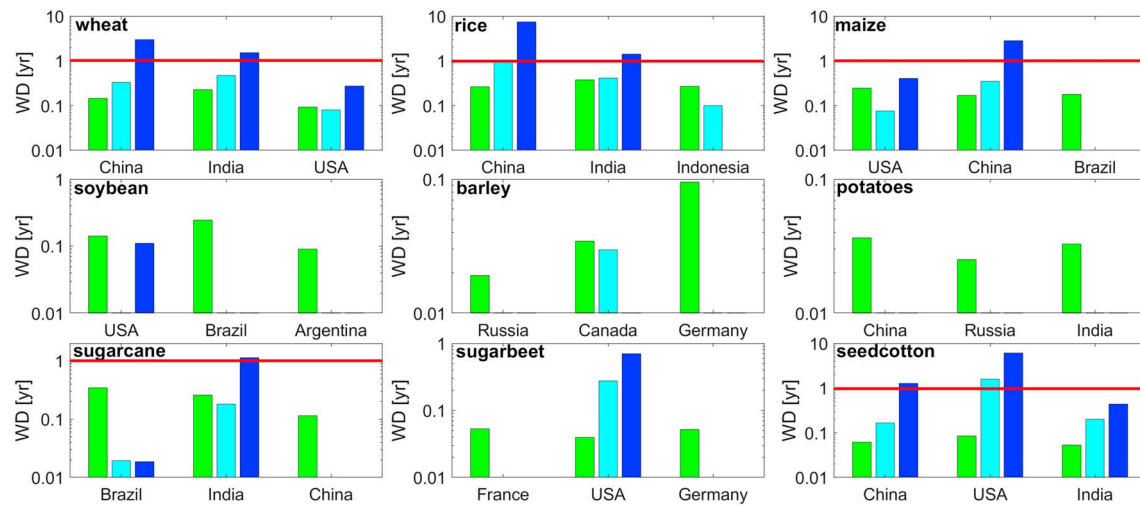 wheat
WD [yr]
10
1
0.1
0.01
China India USA
rice
WD [yr]
10
1
0.1
0.01
China India Indonesia
maize
WD [yr]
10
1
0.1
0.01
USA China Brazil
soybean
WD [yr]
1
0.1
0.01
USA Brazil Argentina
barley
WD [yr]
0.1
0.01
Russia Canada Germany
potatoes
WD [yr]
0.1
0.01
China Russia India
sugarcane
WD [yr]
1
0.1
0.01
Brazil India China
sugarbeet
WD [yr]
1
0.1
0.01
France USA Germany
seedcotton
WD [yr]
10
1
0.1
0.01
China USA India